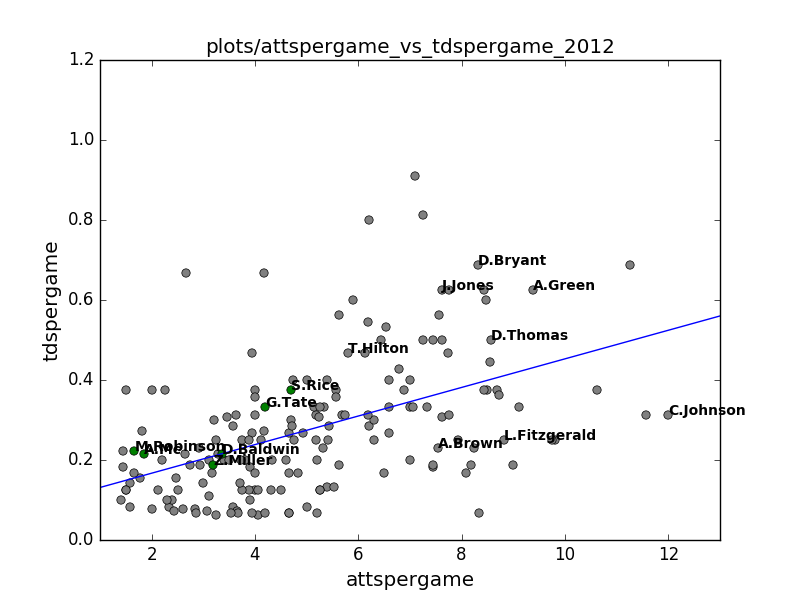 plots/attspergame_vs_tdspergame_2012
1.2
1.0
0.8
0.6
0.4
0.2
0.0
tdspergame
D.Bryant
J.Jones
A.Green
D.Thomas
T.Hilton
S.Rice
G.Tate
C.Johnson
L.Fitzgerald
A.Brown
M.Robinson
D.Baldwin
Z.Miller
2
4
6
8
10
12
attspergame